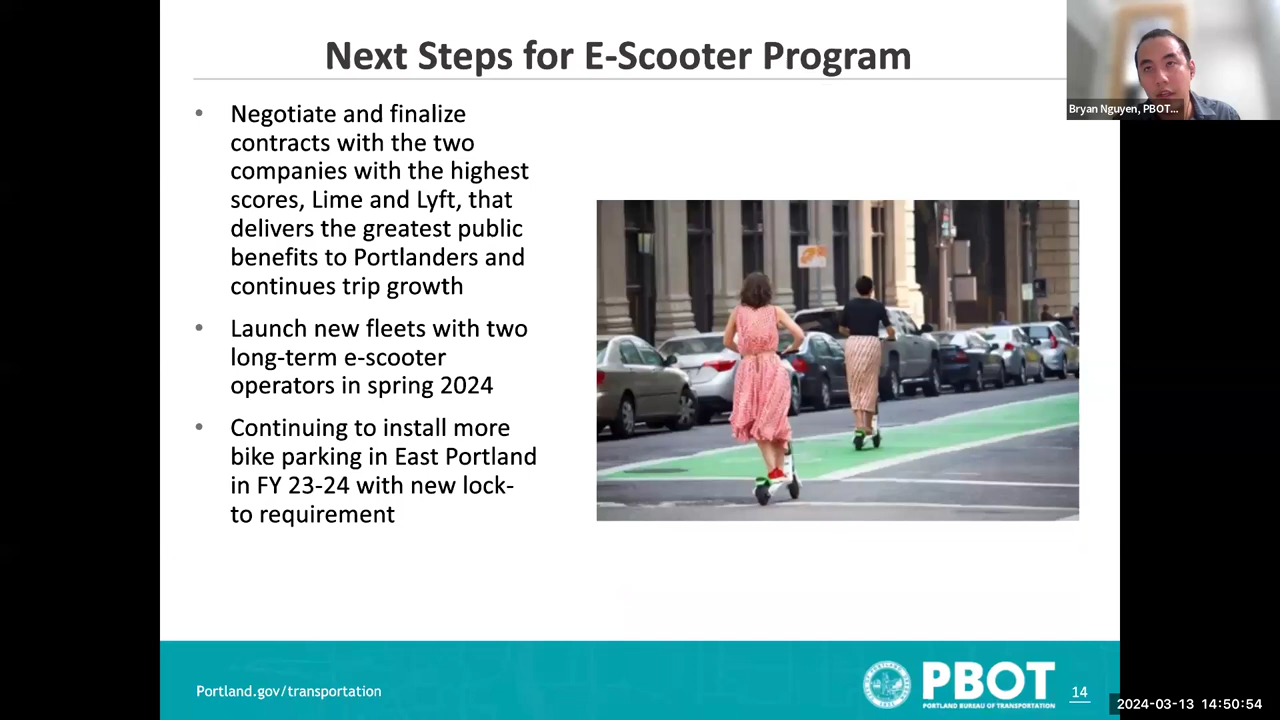 Next Steps for E-Scooter Program
Bryan Nguyen, PBOT...
• Negotiate and finalize
contracts with the two
companies with the highest
scores, Lime and Lyft, that
delivers the greatest public
benefits to Portlanders and
continues trip growth
• Launch new fleets with two
long-term e-scooter
operators in spring 2024
• Continuing to install more
bike parking in East Portland
in FY 23-24 with new lock-
to requirement
Portland.gov/transportation
PBOT
PORTLAND BUREAU OF TRANSPORTATION
14
2024-03-13 14:50:54